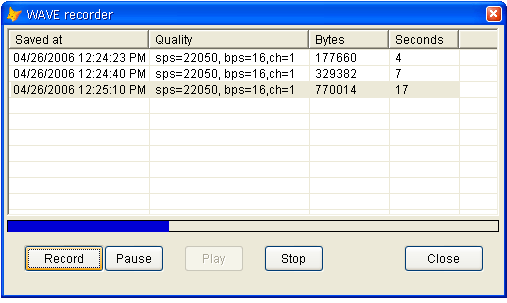 WAVE recorder
Saved at Quality Bytes Seconds
04/26/2006 12:24:23 PM sps=22050, bps=16,ch=1 177660 4
04/26/2006 12:24:40 PM sps=22050, bps=16,ch=1 329382 7
04/26/2006 12:25:10 PM sps=22050, bps=16,ch=1 770014 17
Record Pause Play Stop Close